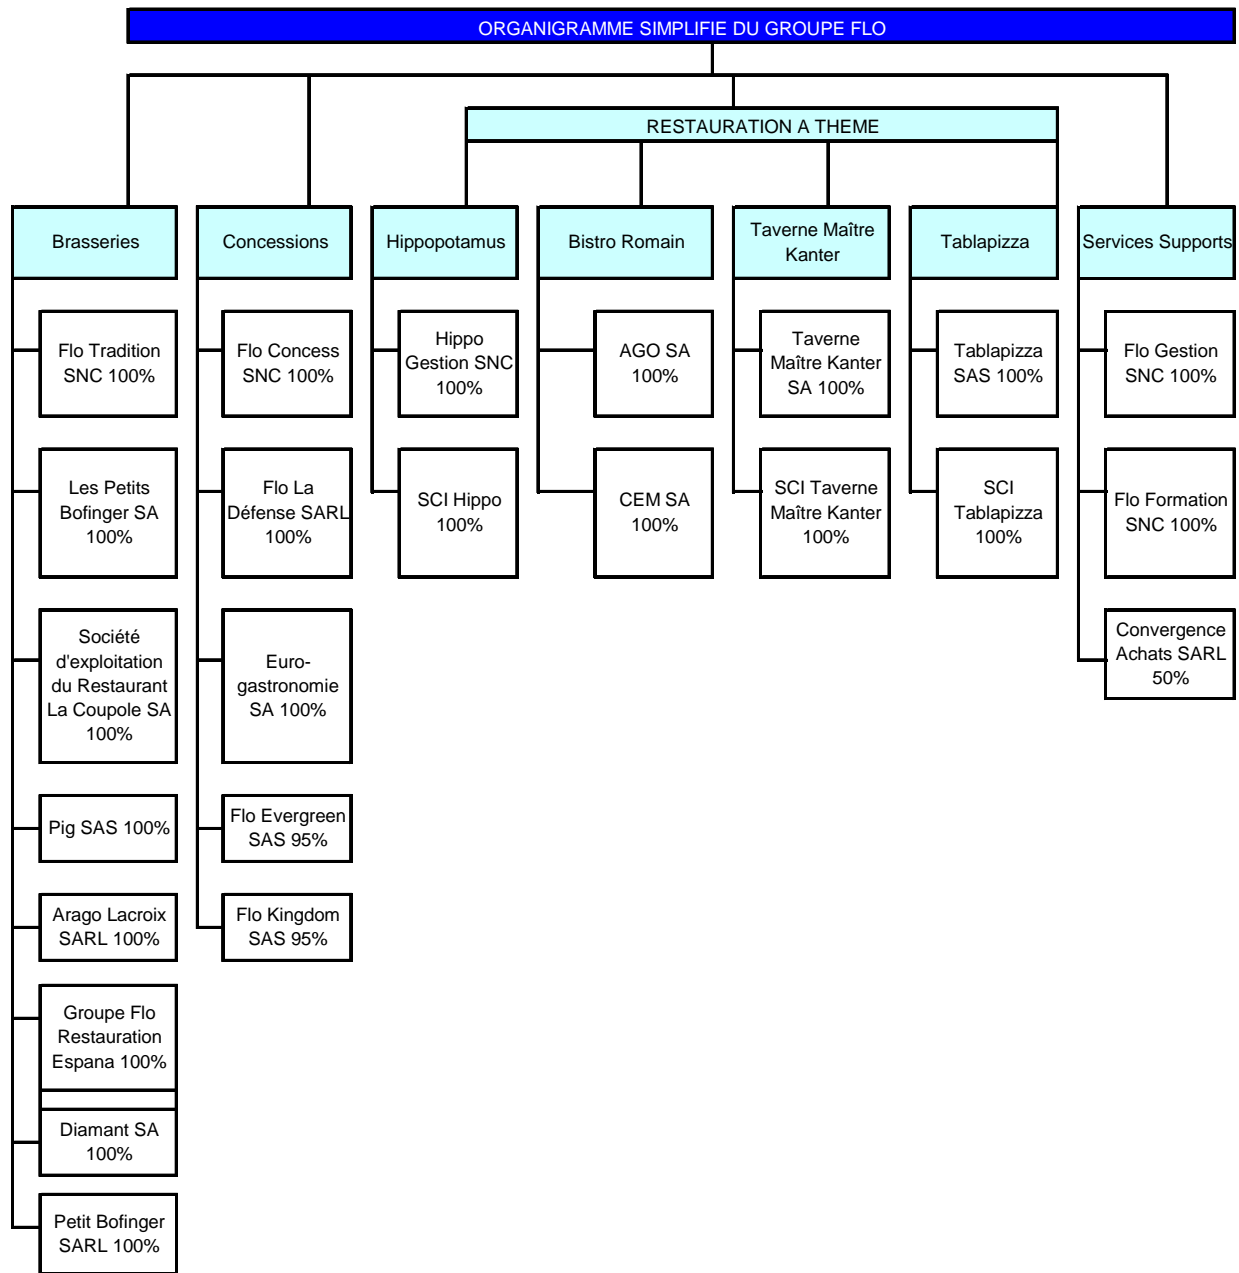 ORGANIGRAMME SIMPLIFIE DU GROUPE FLO
RESTAURATION A THEME
Brasseries
Concessions
Hippopotamus
Bistro Romain
Taverne Maître
Kanter
Tablapizza
Services Supports
Flo Tradition
SNC 100%
Les Petits
Bofinger SA
100%
Société
d'exploitation
du Restaurant
La Coupole SA
100%
Pig SAS 100%
Arago Lacroix
SARL 100%
Groupe Flo
Restauration
Espana 100%
Diamant SA
100%
Petit Bofinger
SARL 100%
Flo Concess
SNC 100%
Flo La
Défense SARL
100%
Euro-
gastronomie
SA 100%
Flo Evergreen
SAS 95%
Flo Kingdom
SAS 95%
Hippo
Gestion SNC
100%
SCI Hippo
100%
AGO SA
100%
CEM SA
100%
Taverne
Maître Kanter
SA 100%
SCI Taverne
Maître Kanter
100%
Tablapizza
SAS 100%
SCI
Tablapizza
100%
Flo Gestion
SNC 100%
Flo Formation
SNC 100%
Convergence
Achats SARL
50%